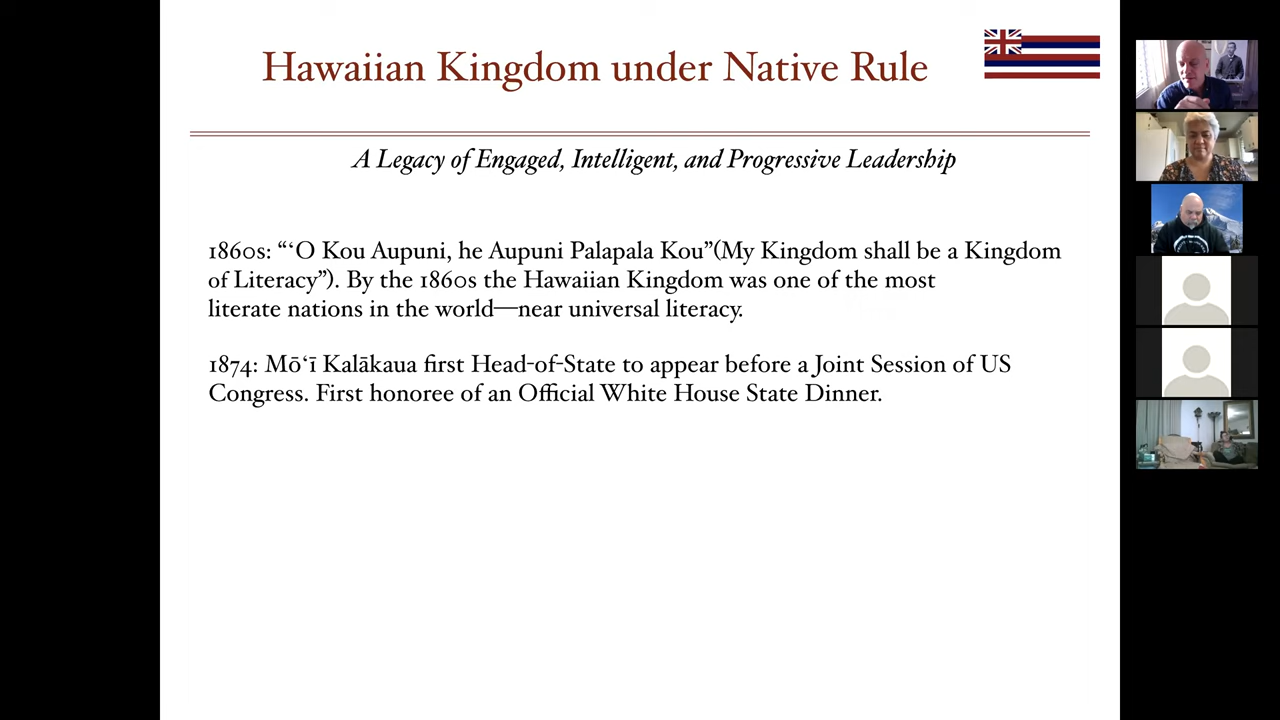 Hawaiian Kingdom under Native Rule
A Legacy of Engaged, Intelligent, and Progressive Leadership
1860s: “‘O Kou Aupuni, he Aupuni Palapala Kou”(My Kingdom shall be a Kingdom
of Literacy”). By the 1860s the Hawaiian Kingdom was one of the most
literate nations in the world—near universal literacy.
1874: Mōʻī Kalākaua first Head-of-State to appear before a Joint Session of US
Congress. First honoree of an Official White House State Dinner.